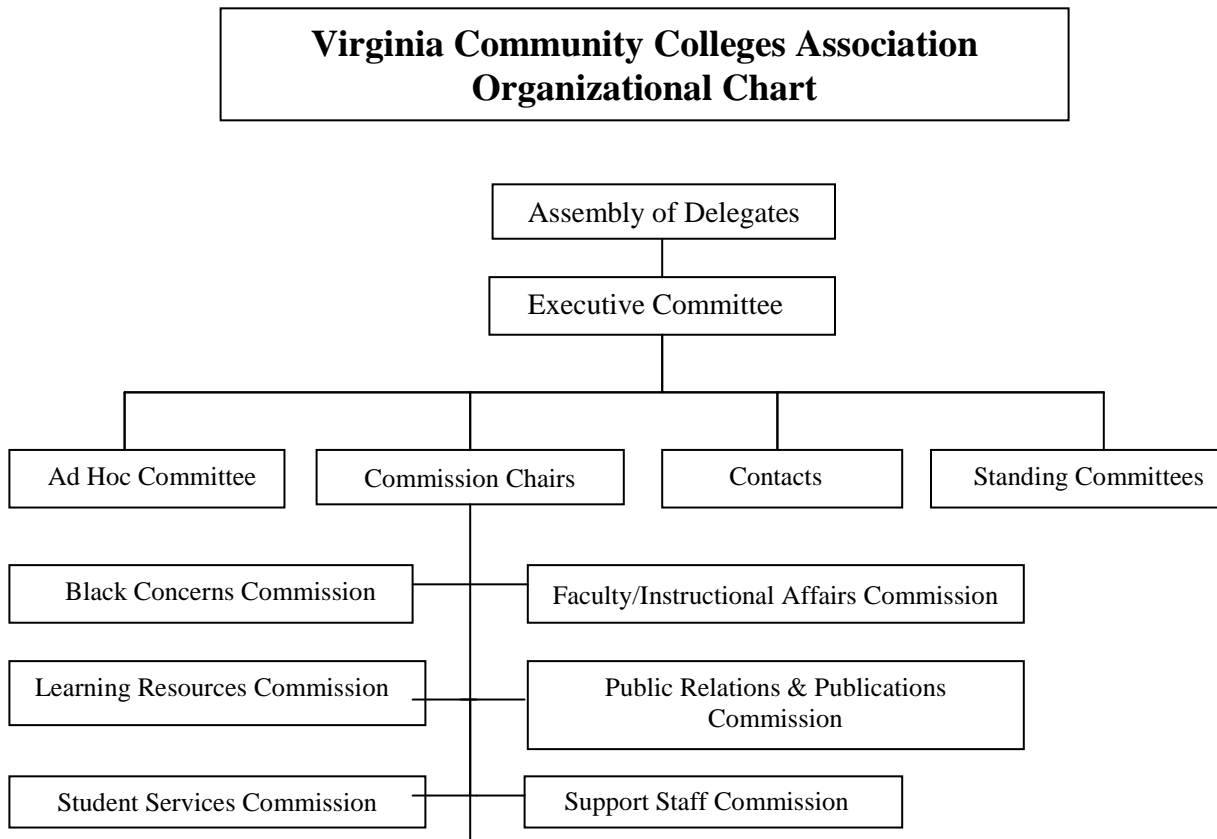 Virginia Community Colleges Association
Organizational Chart
Assembly of Delegates
Executive Committee
Ad Hoc Committee
Commission Chairs
Contacts
Standing Committees
Black Concerns Commission
Faculty/Instructional Affairs Commission
Learning Resources Commission
Public Relations & Publications
Commission
Student Services Commission
Support Staff Commission